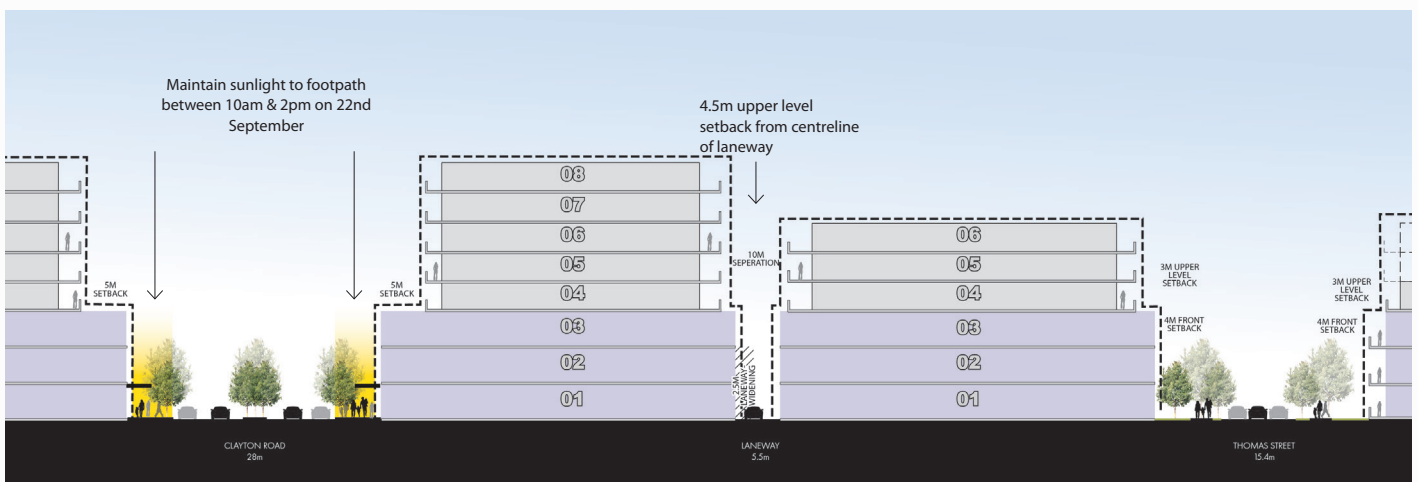 Maintain sunlight to footpath
between 10am & 2pm on 22nd
September
4.5m upper level
setback from centreline
of laneway
08
07
06
05
04
03
02
01
06
05
04
03
02
01
5M
SETBACK
5M
SETBACK
10M
SEPERATION
2.5M
LANEWAY
WIDENING
3M UPPER
LEVEL
SETBACK
4M FRONT
SETBACK
3M UPPER
LEVEL
SETBACK
4M FRONT
SETBACK
CLAYTON ROAD
28m
LANEWAY
5.5m
THOMAS STREET
15.4m